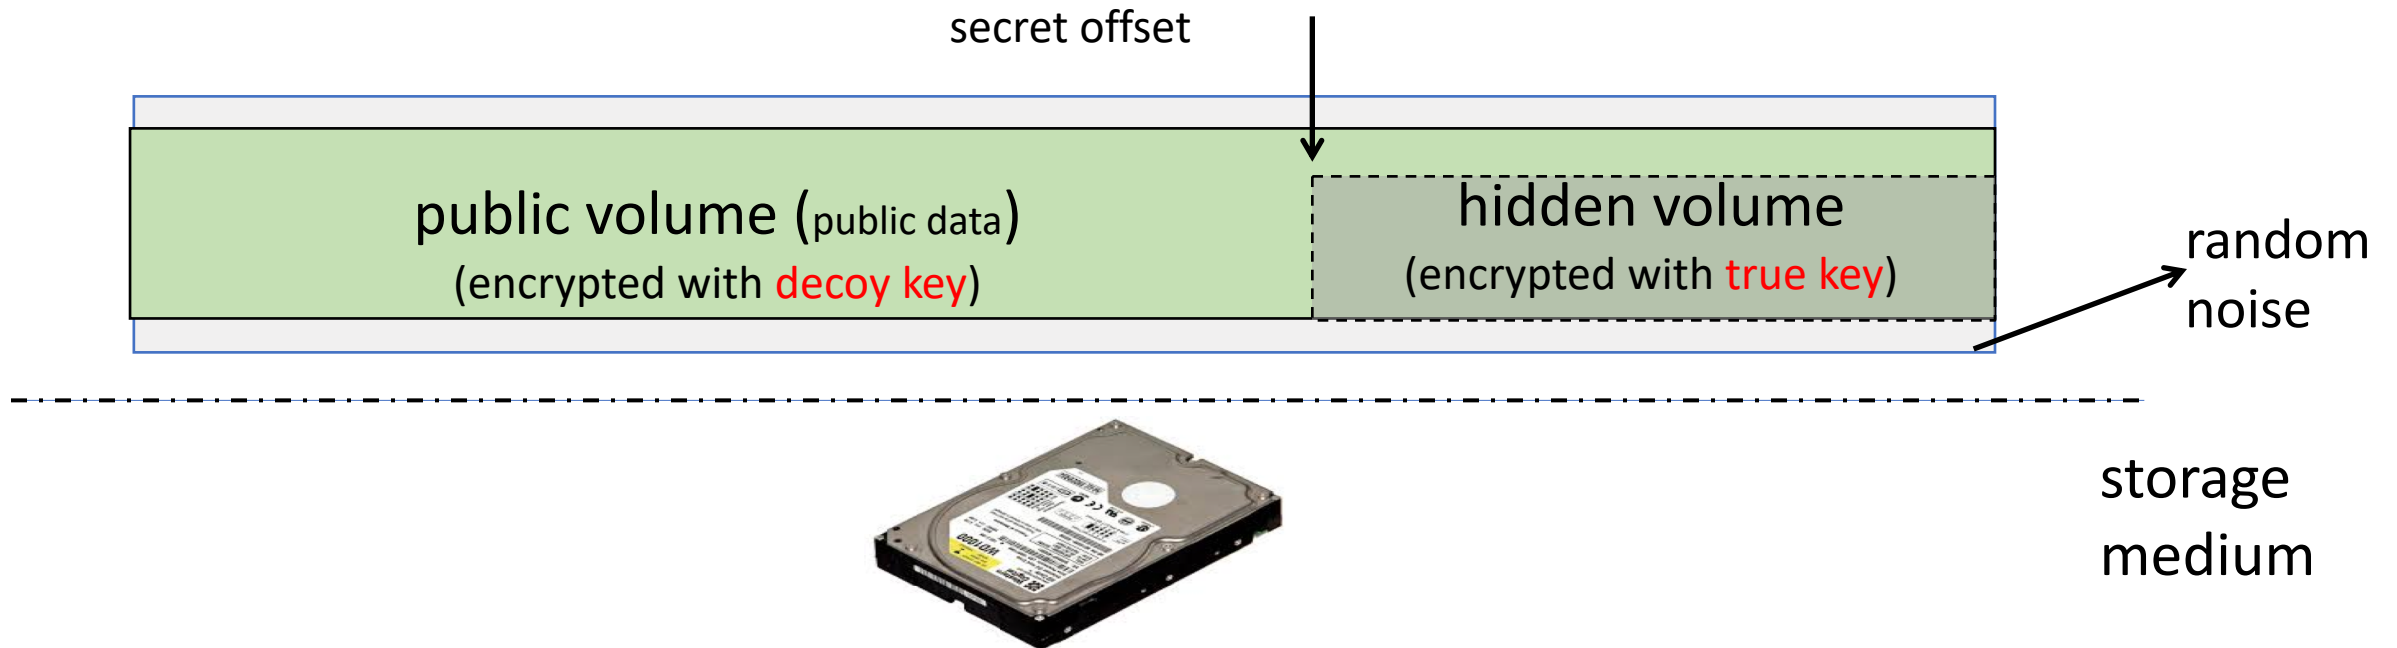 secret offset
public volume (public data)
(encrypted with decoy key)
hidden volume
(encrypted with true key)
random
noise
storage
medium
WD1000